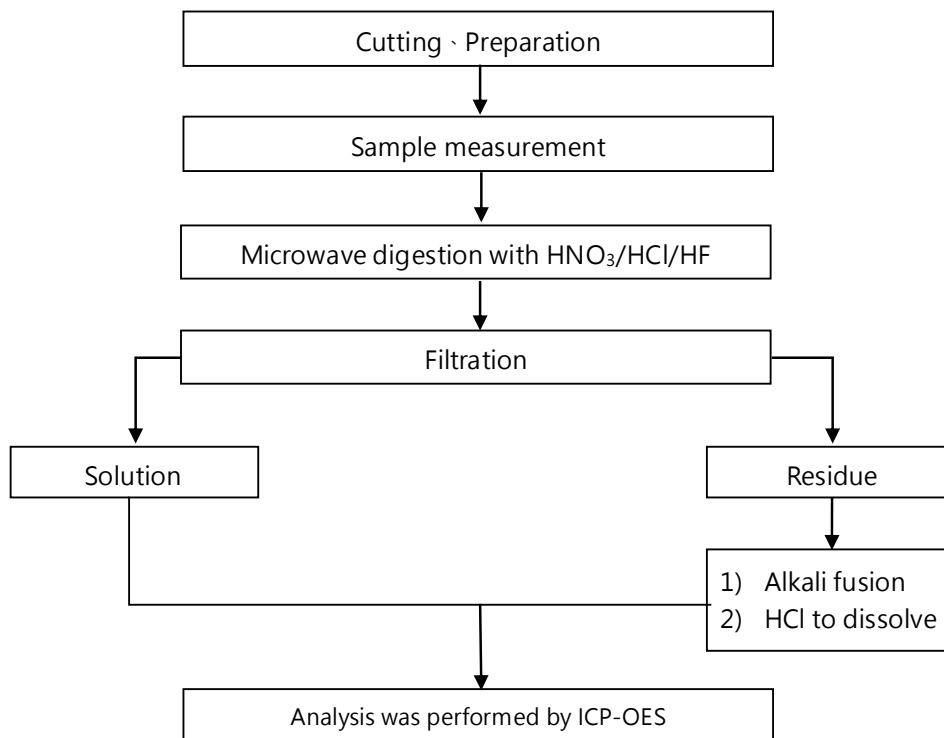 Cutting、Preparation
Sample measurement
Microwave digestion with HNO₃/HCl/HF
Filtration
Solution
Residue
1) Alkali fusion
2) HCl to dissolve
Analysis was performed by ICP-OES